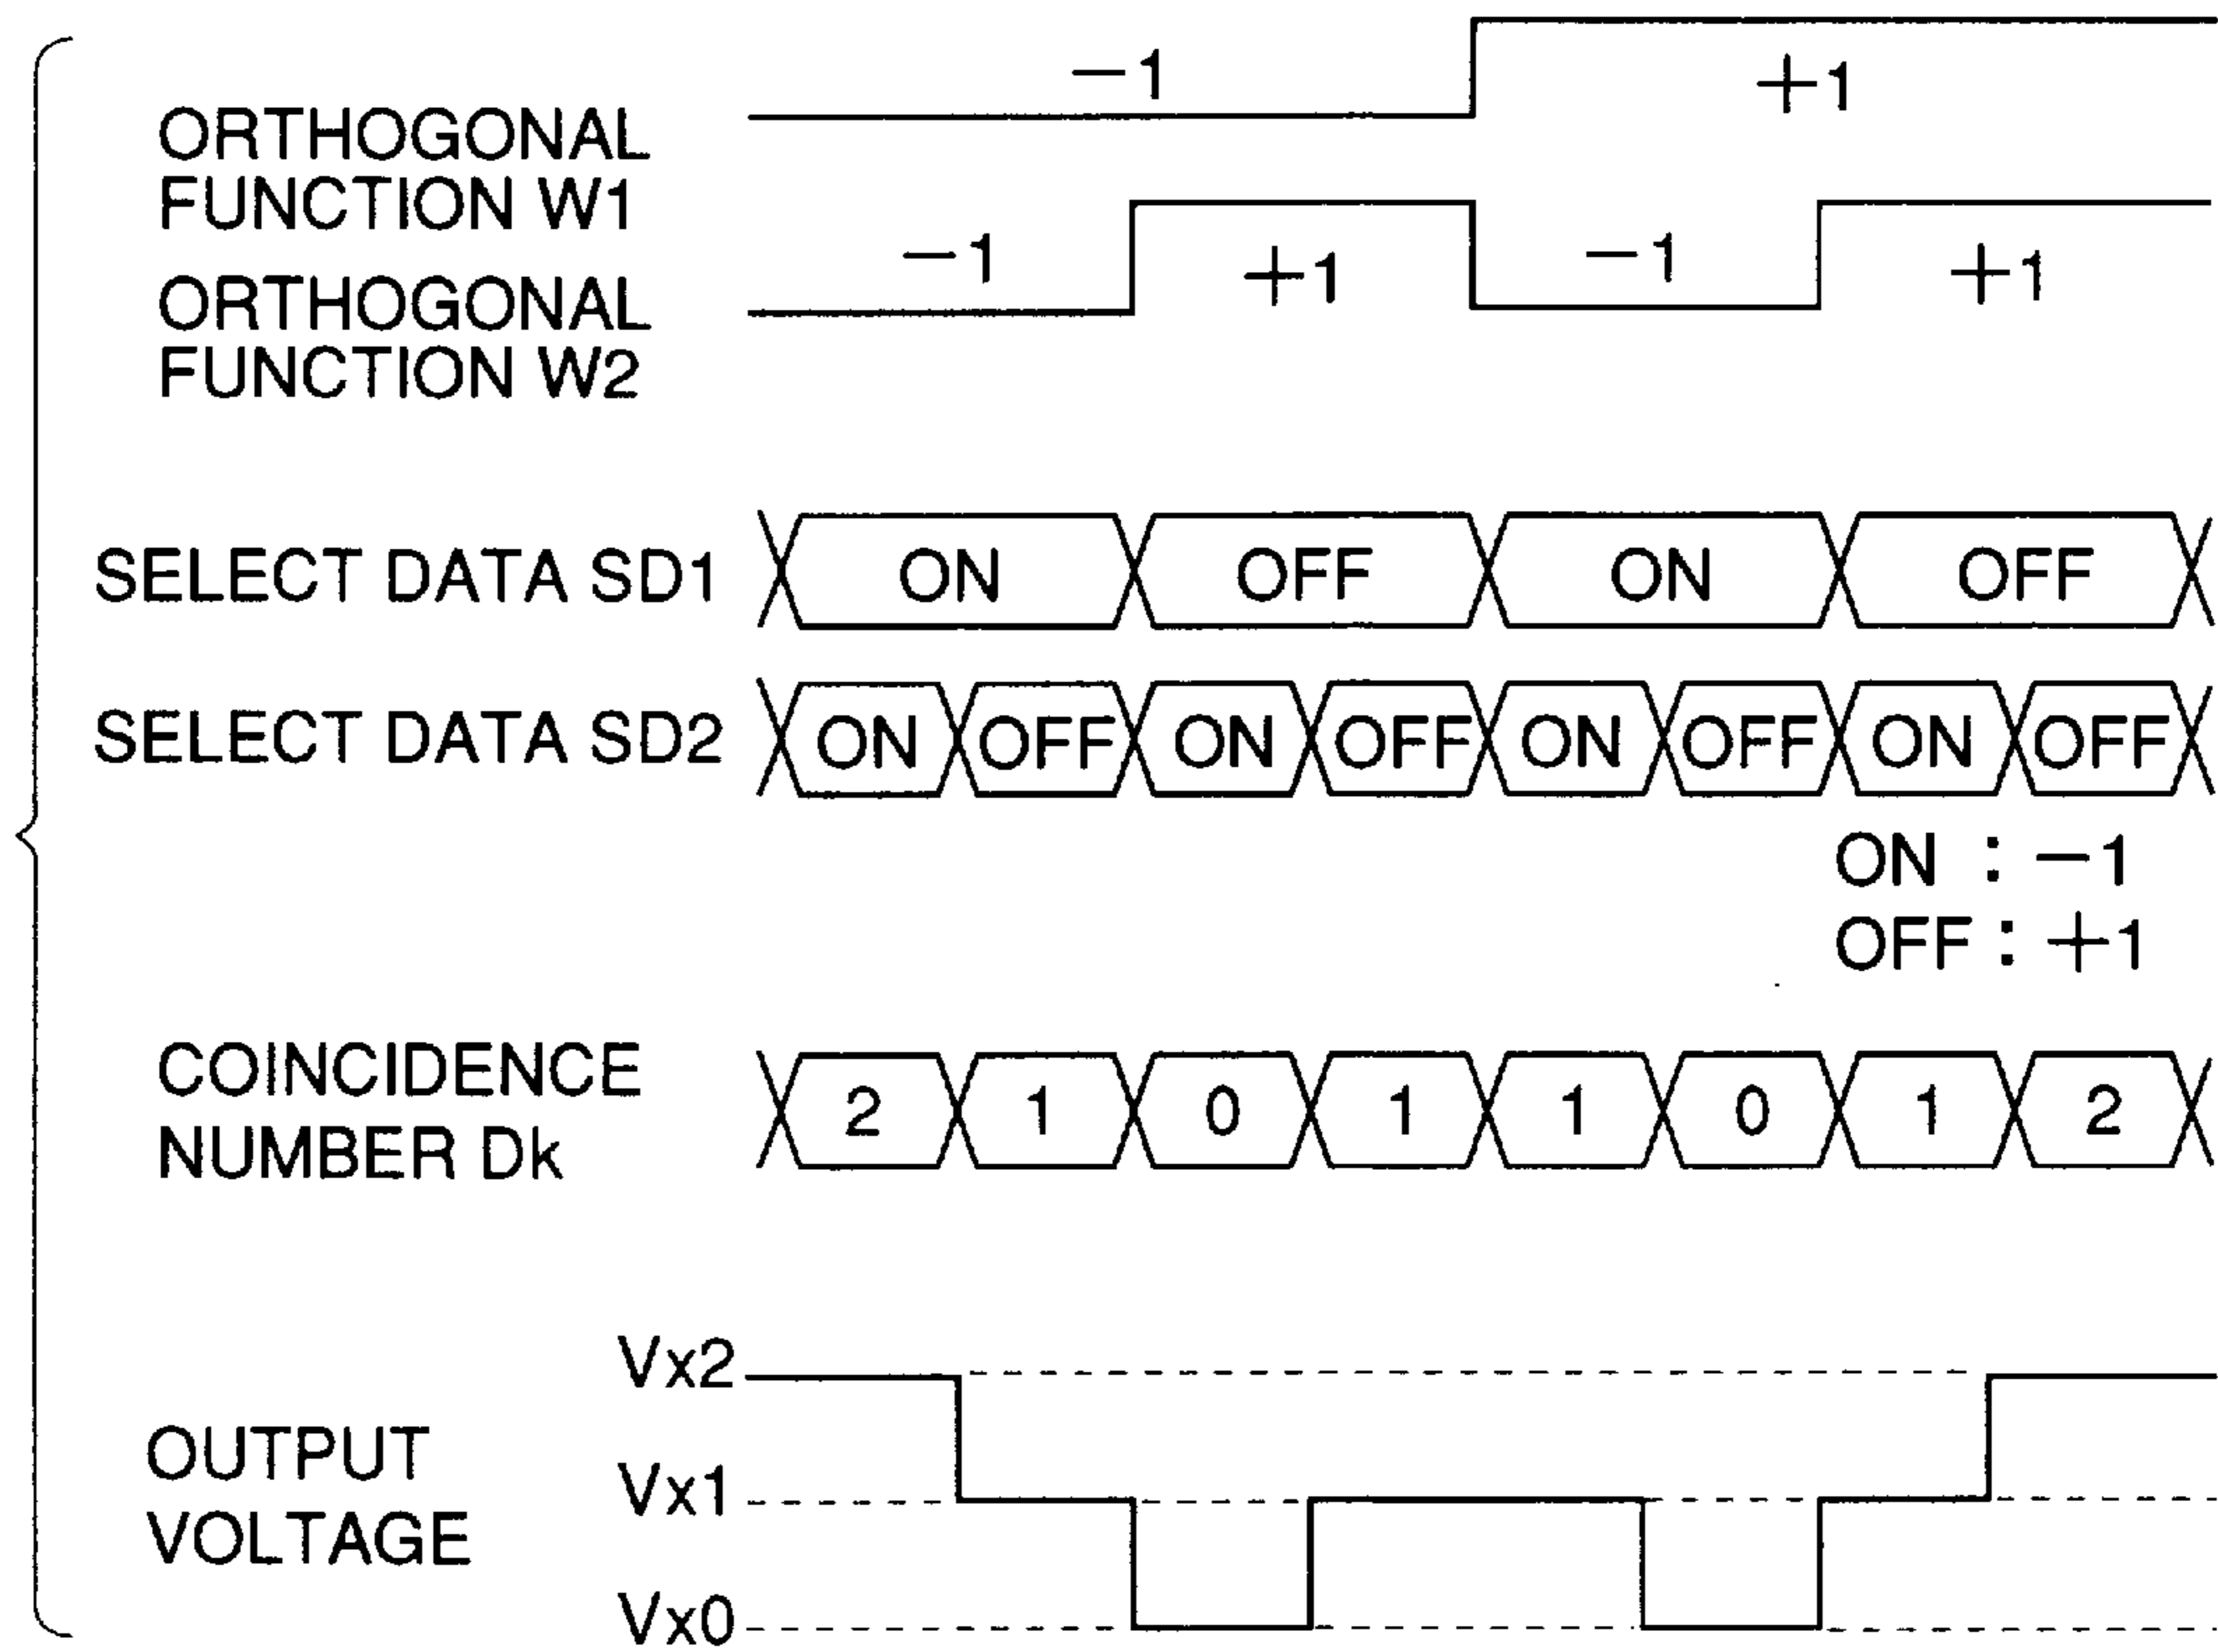 ORTHOGONAL
FUNCTION W1
−1 +1
ORTHOGONAL
FUNCTION W2
−1 +1 −1 +1
SELECT DATA SD1 ON OFF ON OFF
SELECT DATA SD2 ON OFF ON OFF ON OFF ON OFF
ON : −1
OFF : +1
COINCIDENCE
NUMBER Dk
2 1 0 1 1 0 1 2
OUTPUT
VOLTAGE
Vx2
Vx1
Vx0